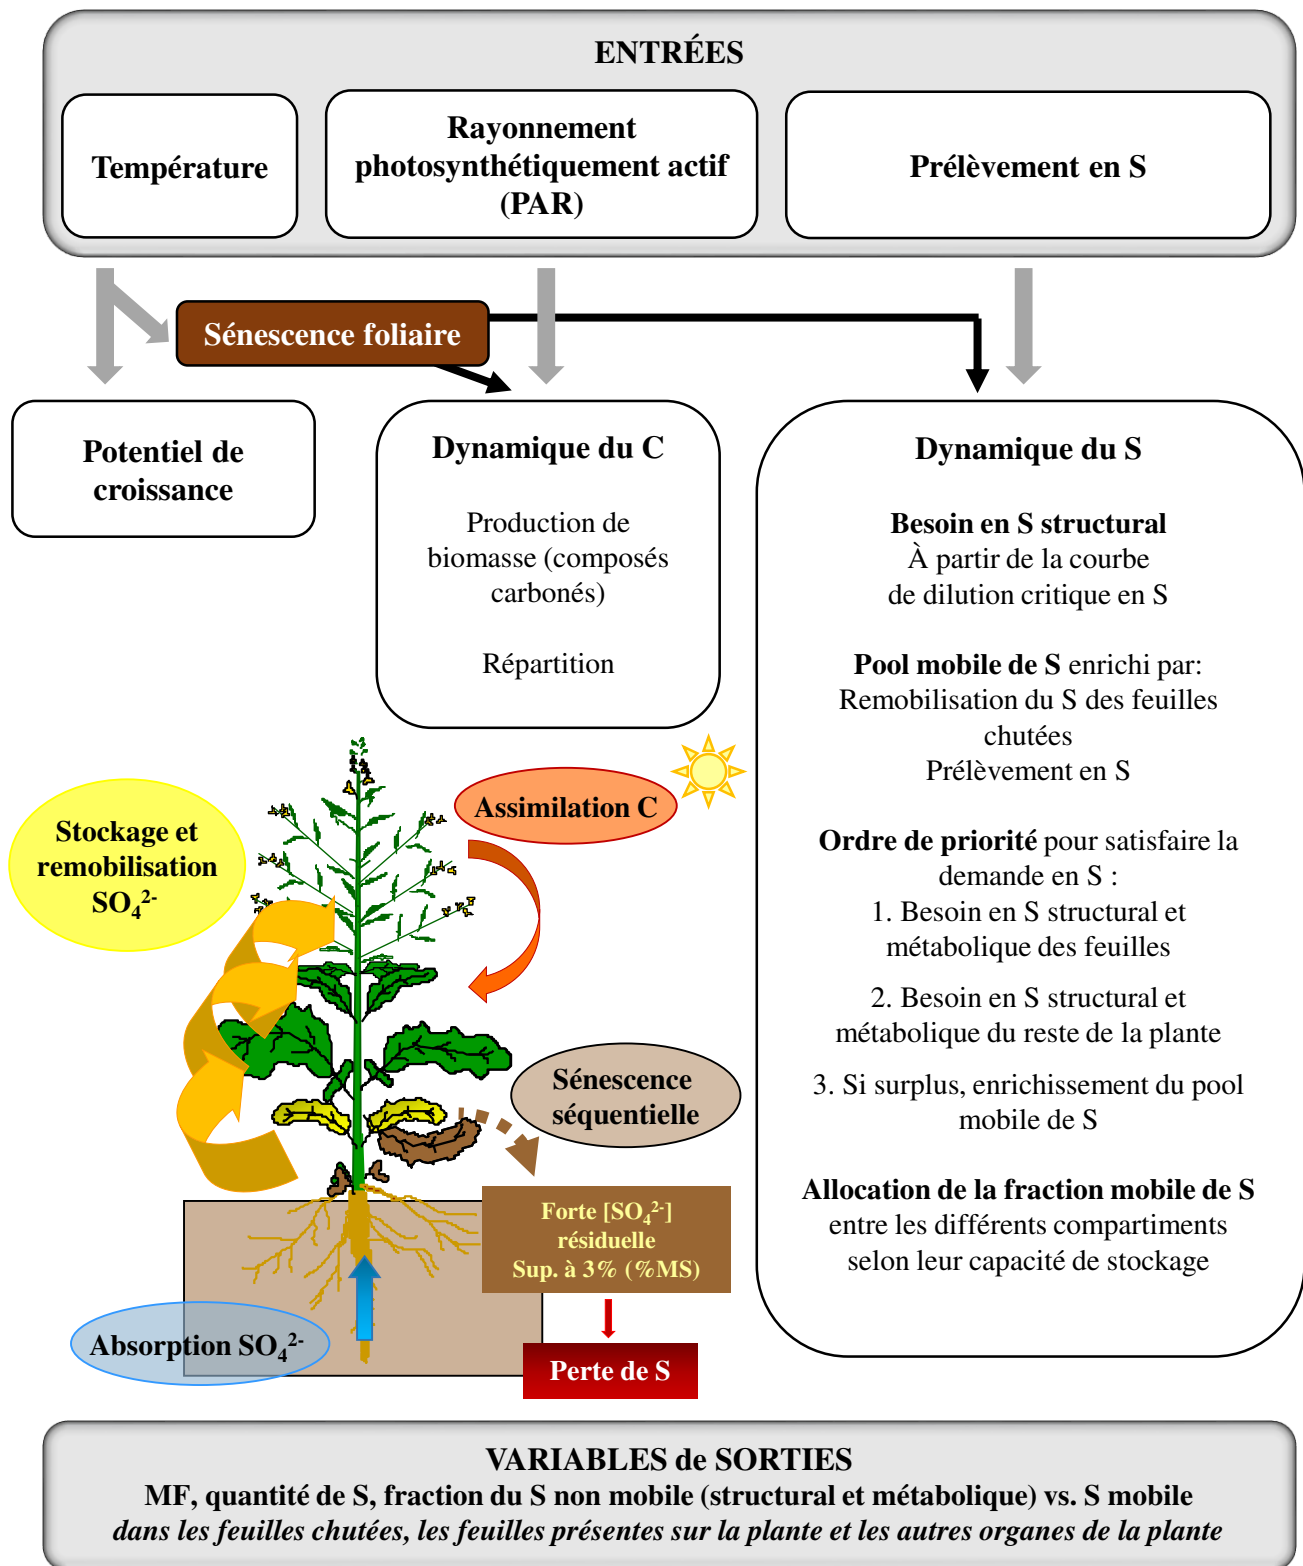 ENTRÉES
Température
Rayonnement
photosynthétiquement actif
(PAR)
Prélèvement en S
Sénescence foliaire
Potentiel de
croissance
Dynamique du C
Production de
biomasse (composés
carbonés)
Répartition
Dynamique du S
Besoin en S structural
À partir de la courbe
de dilution critique en S
Pool mobile de S enrichi par:
Remobilisation du S des feuilles
chutées
Prélèvement en S
Ordre de priorité pour satisfaire la
demande en S :
1. Besoin en S structural et
métabolique des feuilles
2. Besoin en S structural et
métabolique du reste de la plante
3. Si surplus, enrichissement du pool
mobile de S
Allocation de la fraction mobile de S
entre les différents compartiments
selon leur capacité de stockage
Assimilation C
Stockage et
remobilisation
SO₄²⁻
Sénescence
séquentielle
Forte [SO₄²⁻]
résiduelle
Sup. à 3% (%MS)
Absorption SO₄²⁻
Perte de S
VARIABLES de SORTIES
MF, quantité de S, fraction du S non mobile (structural et métabolique) vs. S mobile
dans les feuilles chutées, les feuilles présentes sur la plante et les autres organes de la plante